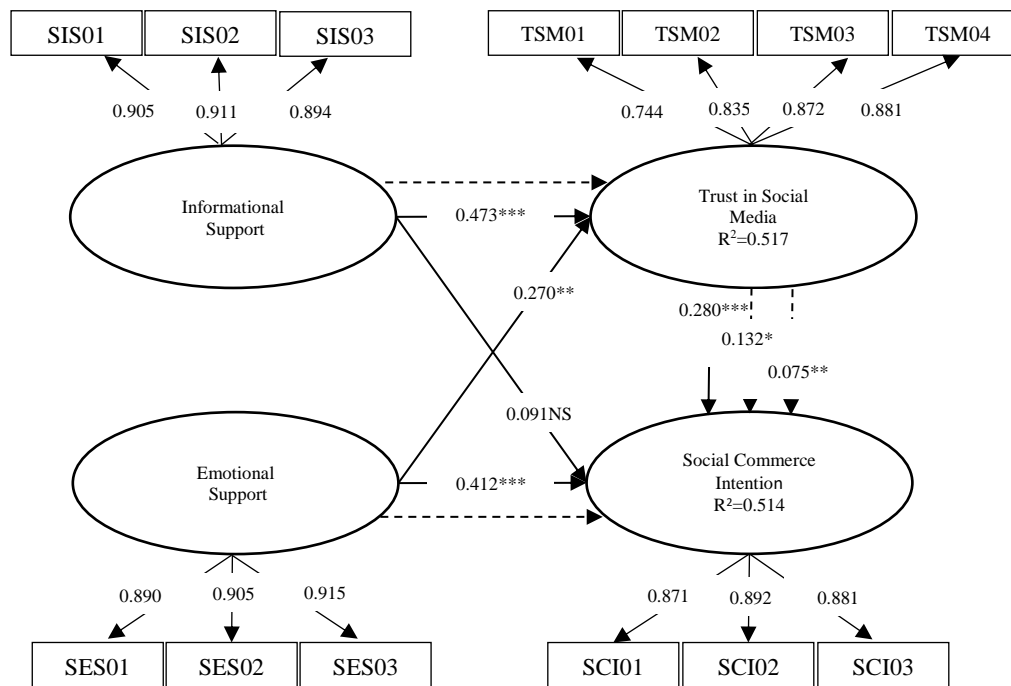 SIS01 SIS02 SIS03 TSM01 TSM02 TSM03 TSM04
0.905 0.911 0.894 0.744 0.835 0.872 0.881
Informational
Support
0.473***
Trust in Social
Media
R²=0.517
0.270**
0.280***
0.132*
0.075**
0.091NS
Emotional
Support
0.412***
Social Commerce
Intention
R²=0.514
0.890 0.905 0.915 0.871 0.892 0.881
SES01 SES02 SES03 SCI01 SCI02 SCI03